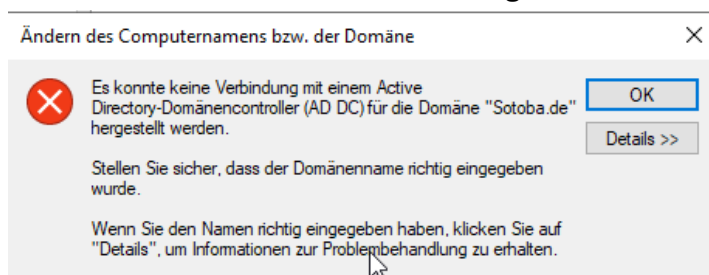 Ändern des Computernamens bzw. der Domäne
Es konnte keine Verbindung mit einem Active
Directory-Domänencontroller (AD DC) für die Domäne "Sotoba.de"
hergestellt werden.
Stellen Sie sicher, dass der Domänenname richtig eingegeben
wurde.
Wenn Sie den Namen richtig eingegeben haben, klicken Sie auf
"Details", um Informationen zur Problembehandlung zu erhalten.
OK
Details >>